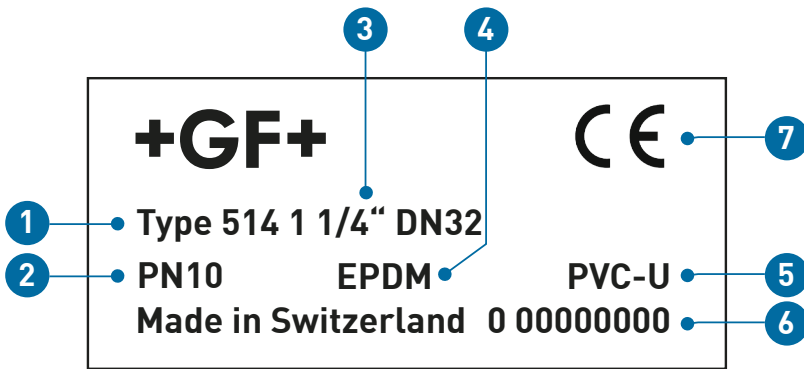 3 4
+GF+ CE 7
1 Type 514 1 1/4“ DN32
2 PN10 EPDM PVC-U 5
Made in Switzerland 0 00000000 6